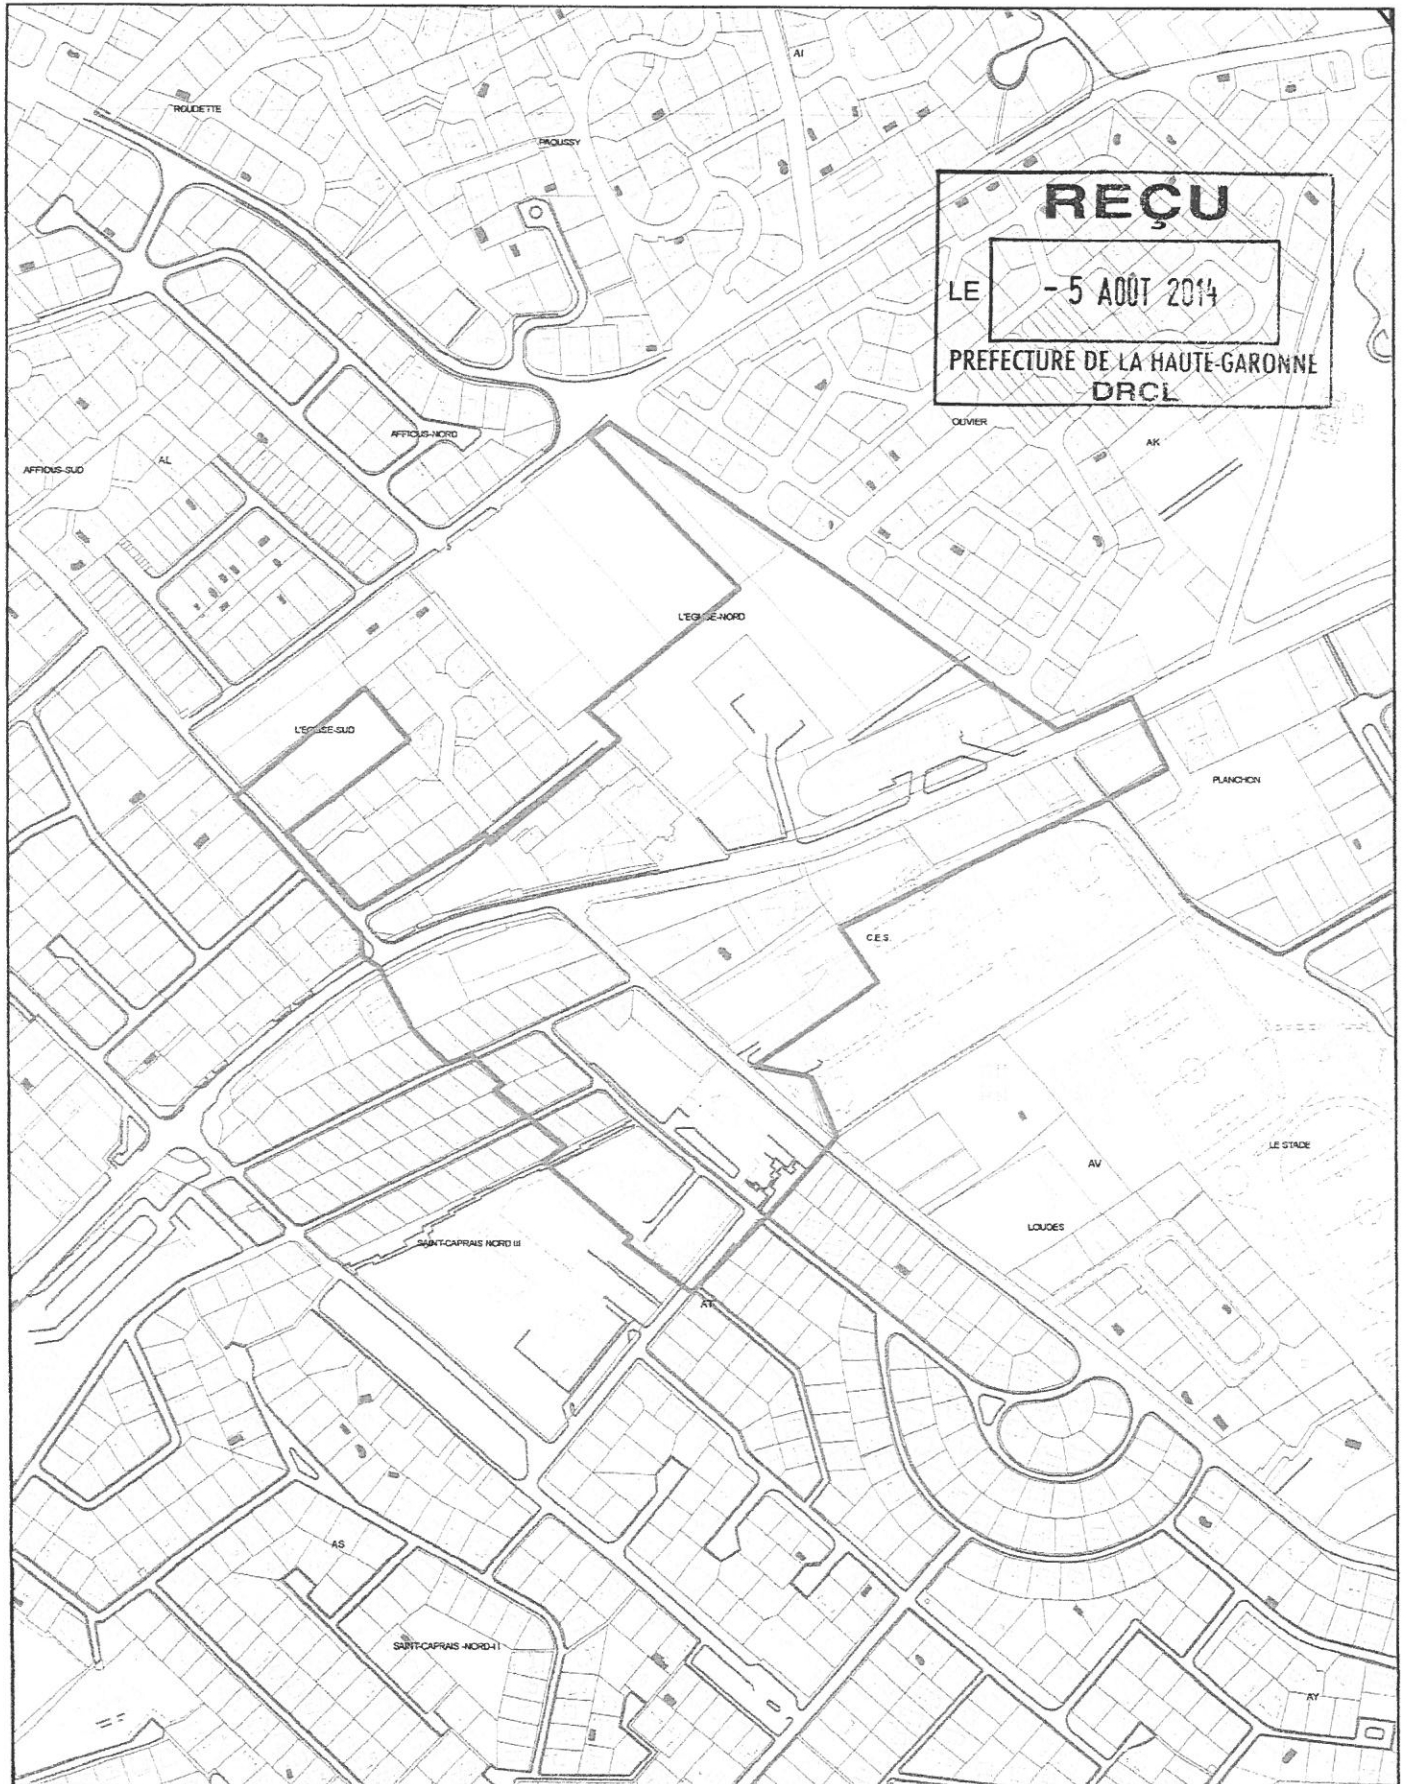 AI
ROUDETTE
PAOUSSY
REÇU
LE
- 5 AOÛT 2014
PREFECTURE DE LA HAUTE-GARONNE
DRCL
OLIVIER
AK
AFFIOUS-NORD
AFFIOUS-SUD
AL
L'EGLISE-NORD
L'EGLISE-SUD
PLANCHON
C.E.S.
LE STADE
AV
LOUDES
SAINT-CAPRAIS NORD III
AT
AS
SAINT-CAPRAIS -NORD-II
AY